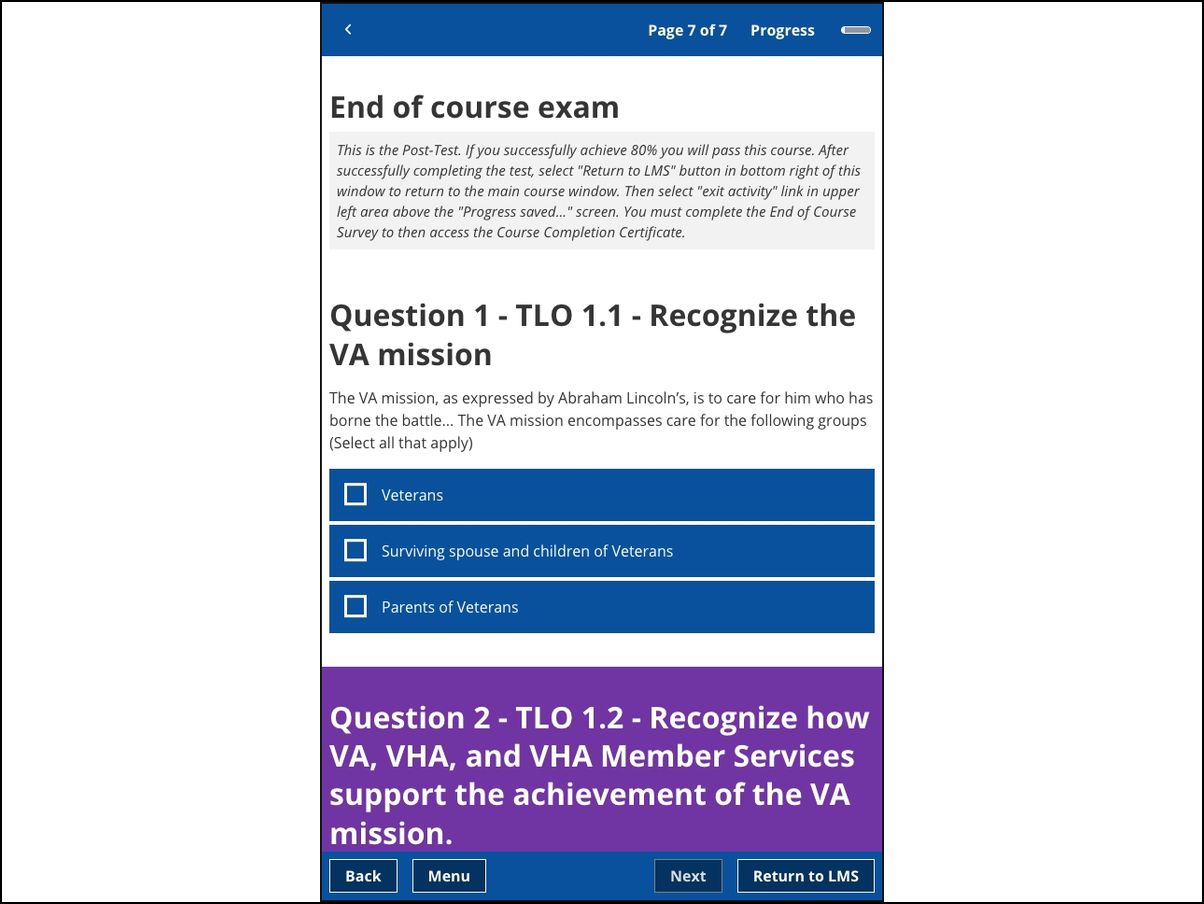 Page 7 of 7 Progress
End of course exam
This is the Post-Test. If you successfully achieve 80% you will pass this course. After
successfully completing the test, select "Return to LMS" button in bottom right of this
window to return to the main course window. Then select "exit activity" link in upper
left area above the "Progress saved..." screen. You must complete the End of Course
Survey to then access the Course Completion Certificate.
Question 1 - TLO 1.1 - Recognize the
VA mission
The VA mission, as expressed by Abraham Lincoln’s, is to care for him who has
borne the battle... The VA mission encompasses care for the following groups
(Select all that apply)
Veterans
Surviving spouse and children of Veterans
Parents of Veterans
Question 2 - TLO 1.2 - Recognize how
VA, VHA, and VHA Member Services
support the achievement of the VA
mission.
Back Menu Next Return to LMS